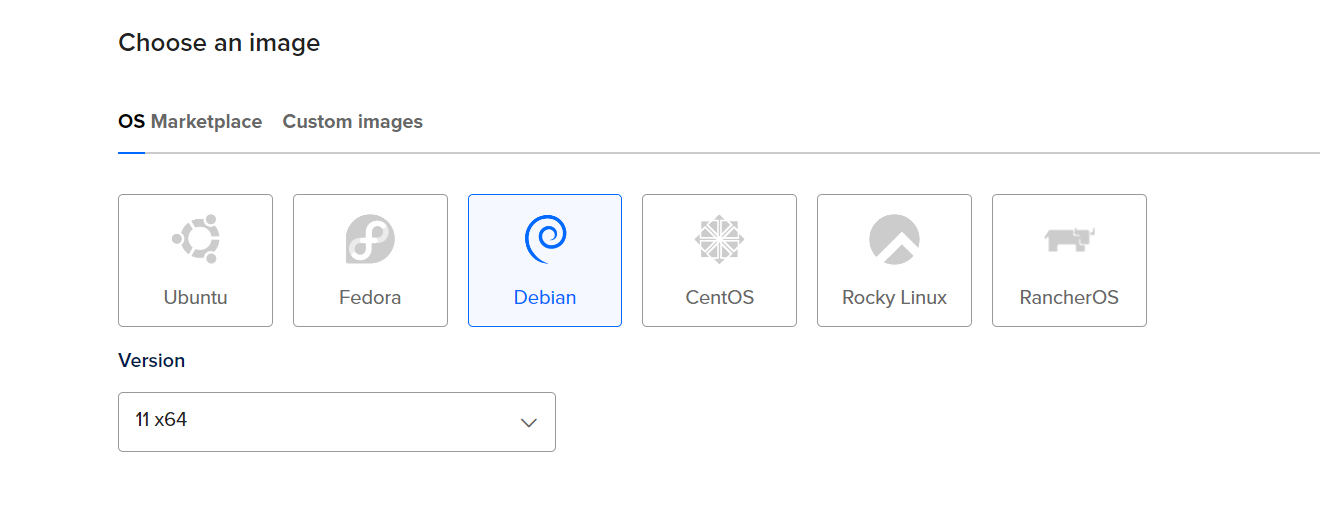 Choose an image
OS Marketplace Custom images
Ubuntu Fedora Debian CentOS Rocky Linux RancherOS
Version
11 x64